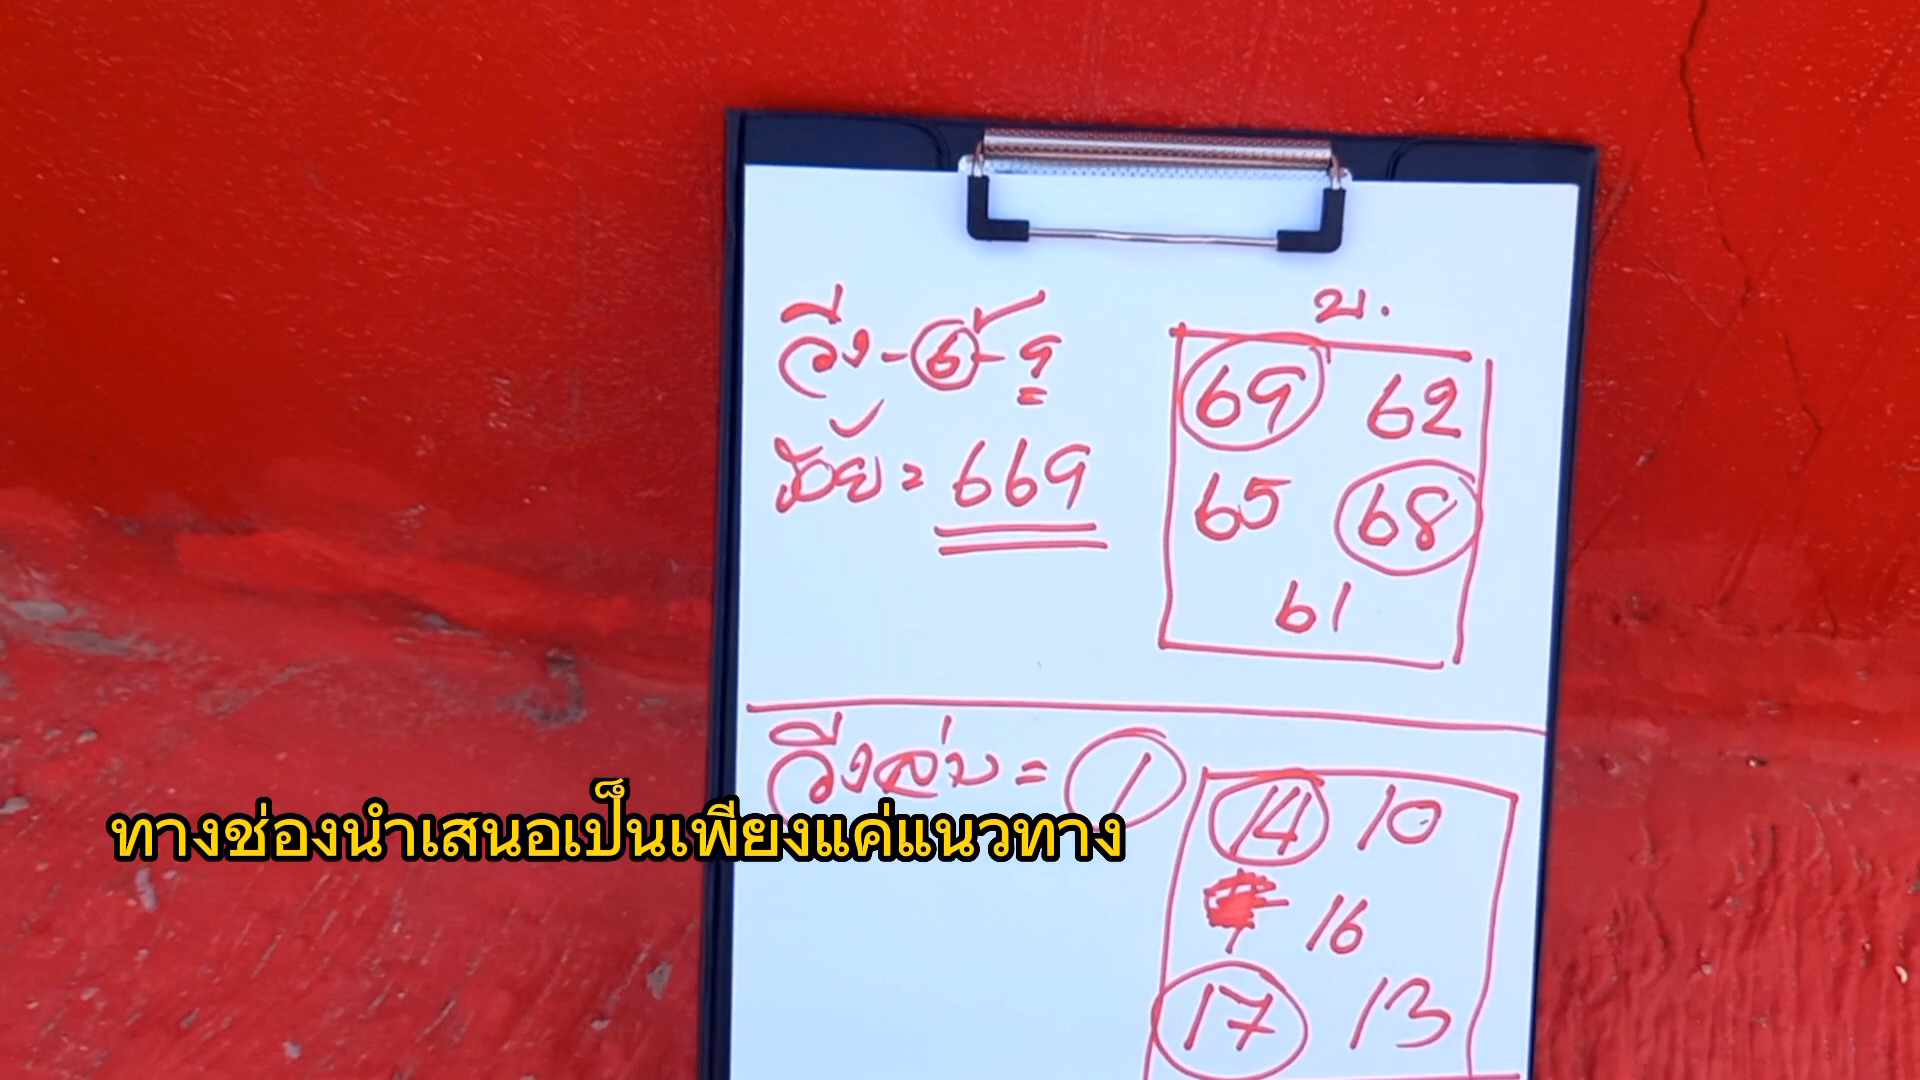 วิ่ง-6-9
ร้อย = 669
บ.
69 62
65 68
61
วิ่งล่าง = 1
14 10
16
17 13
ทางช่องนำเสนอเป็นเพียงแค่แนวทาง